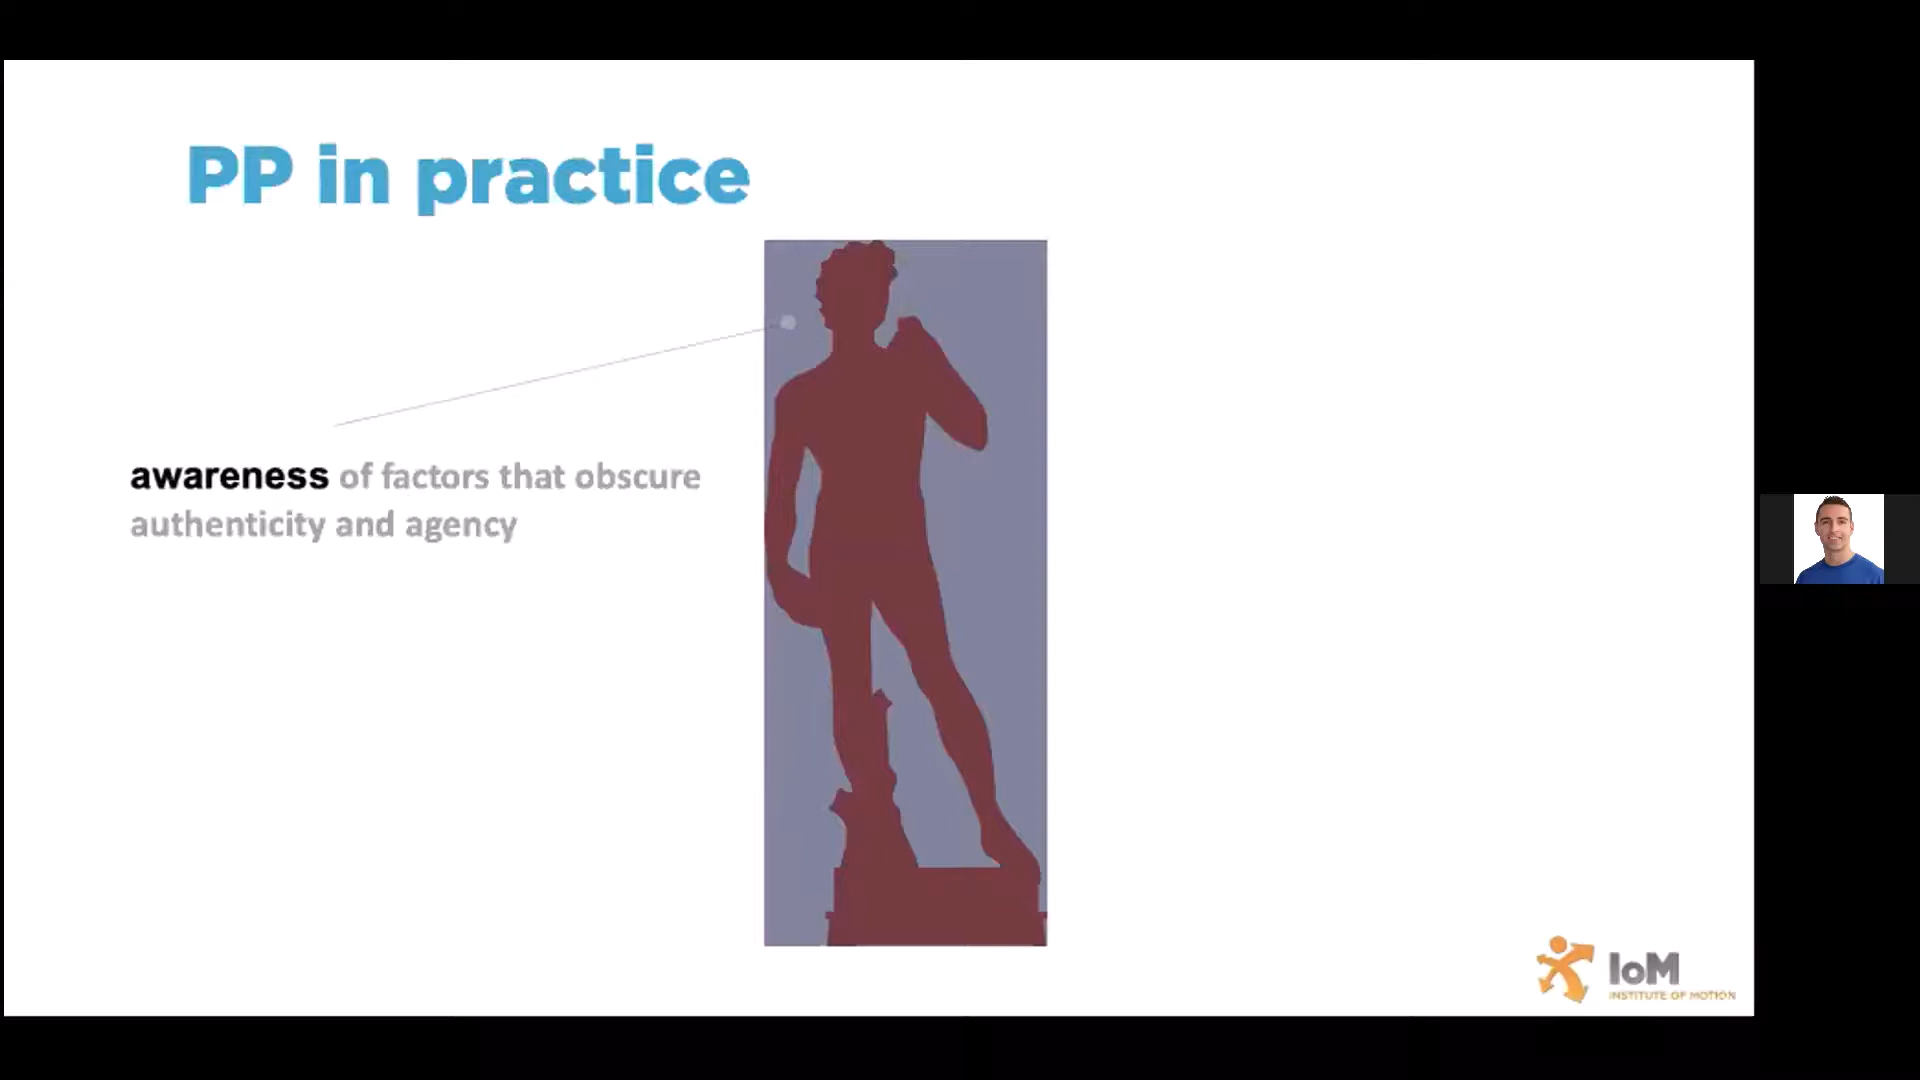 PP in practice
awareness of factors that obscure
authenticity and agency
IoM
INSTITUTE OF MOTION